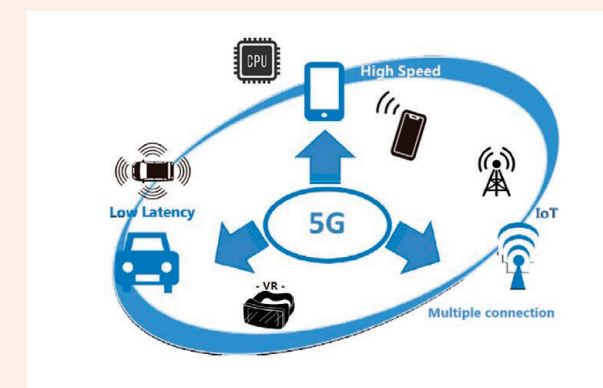 CPU
High Speed
Low Latency
5G
IoT
- VR -
Multiple connection